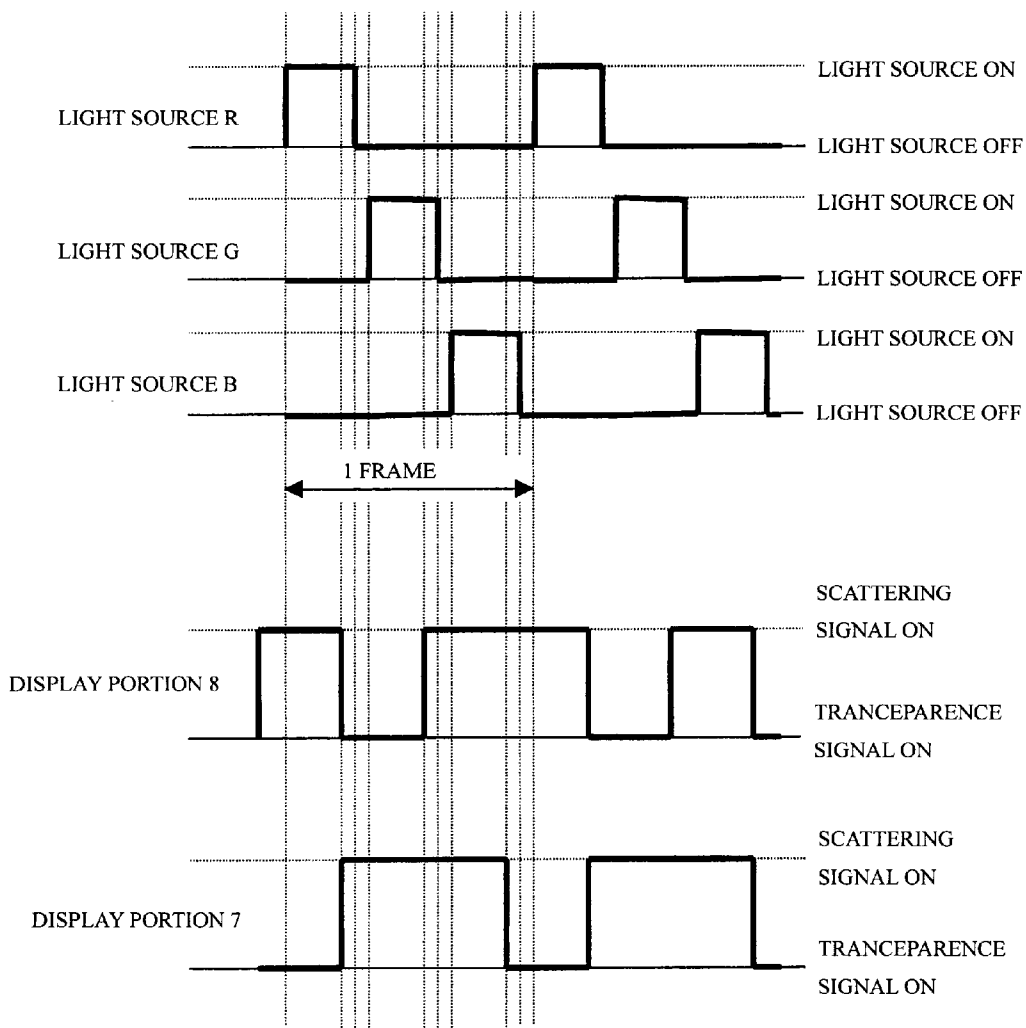 LIGHT SOURCE ON
LIGHT SOURCE R
LIGHT SOURCE OFF
LIGHT SOURCE ON
LIGHT SOURCE G
LIGHT SOURCE OFF
LIGHT SOURCE ON
LIGHT SOURCE B
LIGHT SOURCE OFF
1 FRAME
SCATTERING
SIGNAL ON
DISPLAY PORTION 8
TRANCEPARENCE
SIGNAL ON
SCATTERING
SIGNAL ON
DISPLAY PORTION 7
TRANCEPARENCE
SIGNAL ON